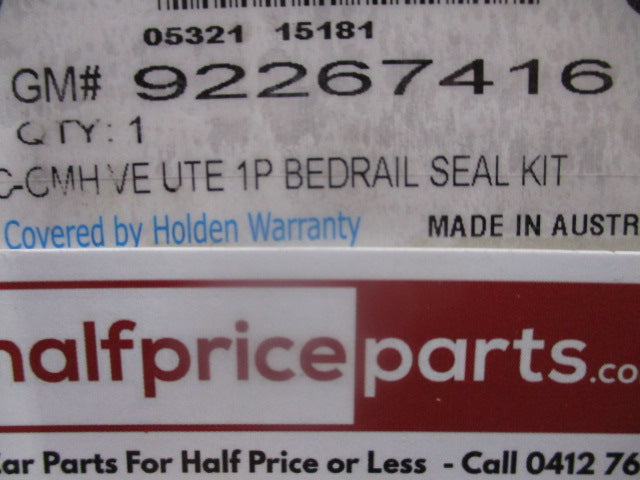 05321 15181
GM# 92267416
QTY: 1
C-CMH VE UTE 1P BEDRAIL SEAL KIT
Covered by Holden Warranty MADE IN AUSTR
halfpriceparts.co
Car Parts For Half Price or Less - Call 0412 76